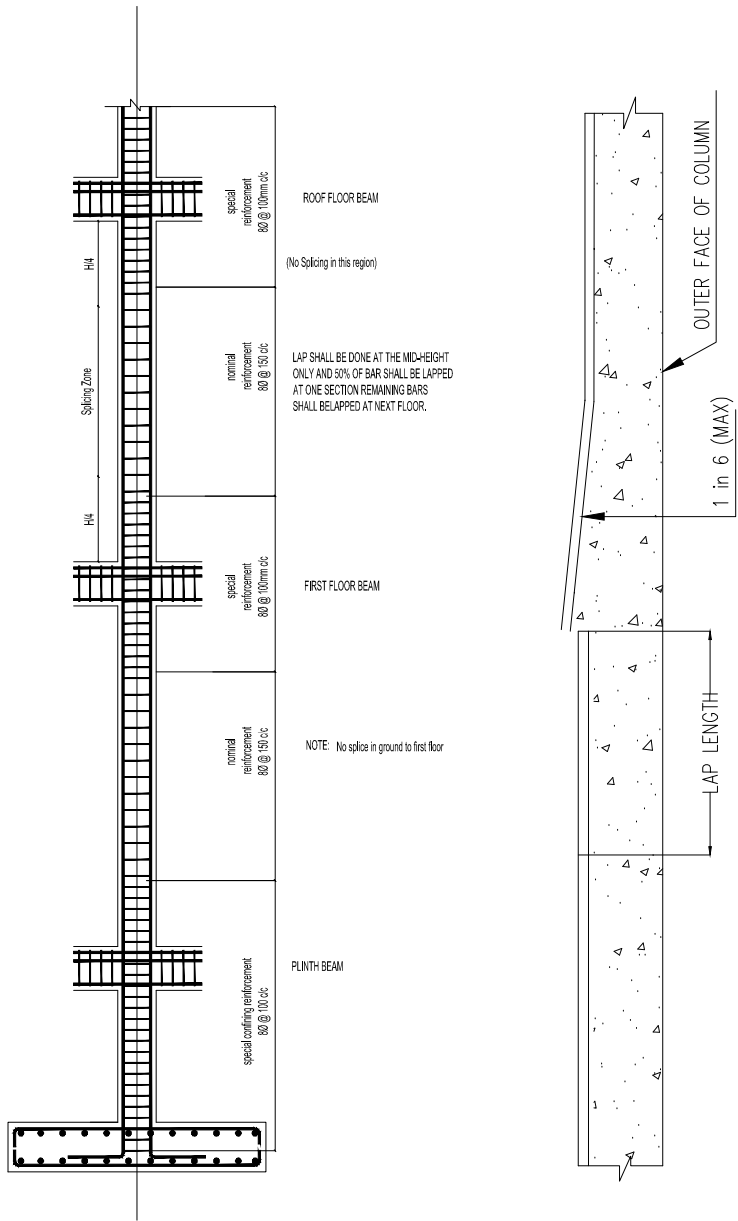 special
reinforcement
8Ø @ 100mm c/c
ROOF FLOOR BEAM
H/4
(No Splicing in this region)
Splicing Zone
nominal
reinforcement
8Ø @ 150 c/c
LAP SHALL BE DONE AT THE MID-HEIGHT
ONLY AND 50% OF BAR SHALL BE LAPPED
AT ONE SECTION REMAINING BARS
SHALL BELAPPED AT NEXT FLOOR.
H/4
special
reinforcement
8Ø @ 100mm c/c
FIRST FLOOR BEAM
nominal
reinforcement
8Ø @ 150 c/c
NOTE: No splice in ground to first floor
PLINTH BEAM
special confining reinforcement
8Ø @ 100 c/c
OUTER FACE OF COLUMN
1 in 6 (MAX)
LAP LENGTH